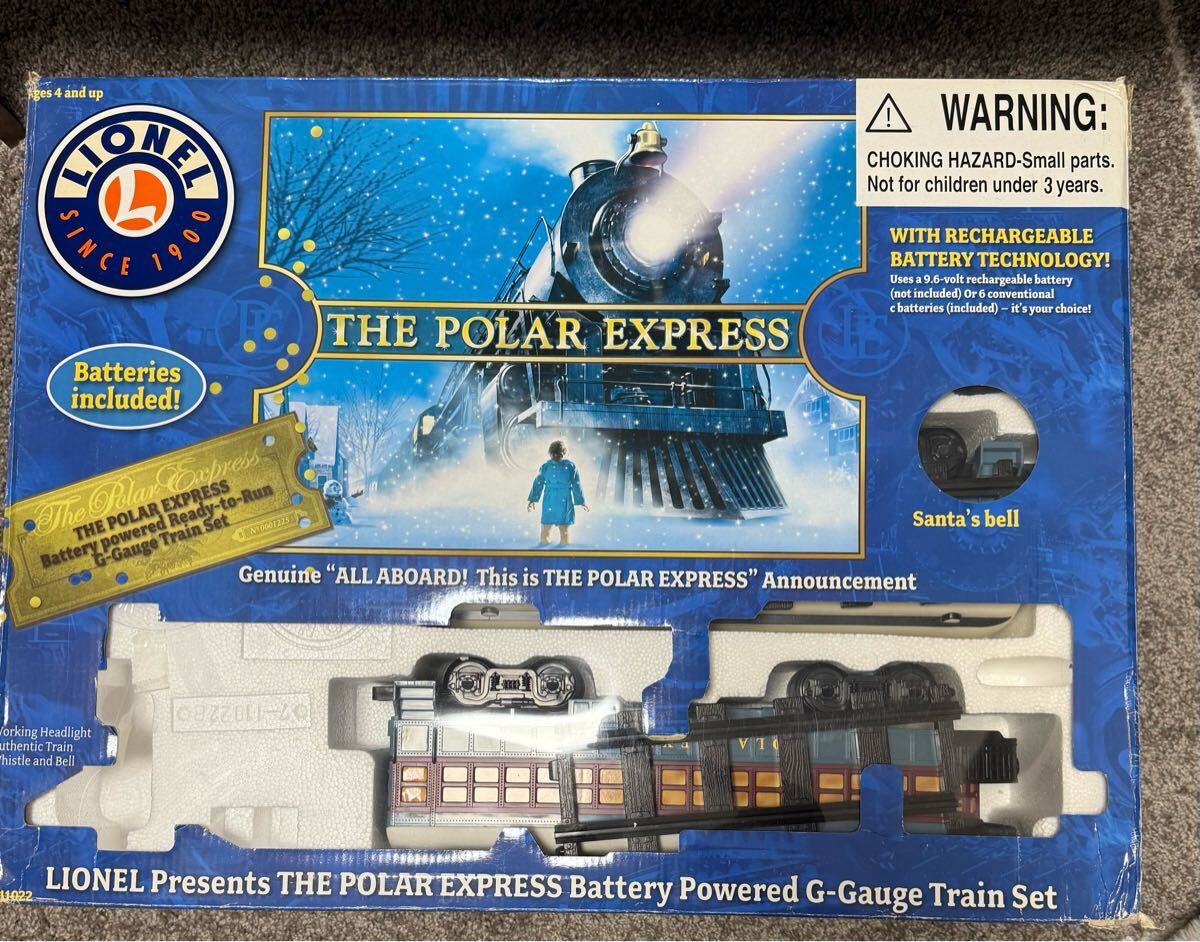 ges 4 and up
LIONEL
L
SINCE 1900
WARNING:
CHOKING HAZARD-Small parts.
Not for children under 3 years.
WITH RECHARGEABLE
BATTERY TECHNOLOGY!
Uses a 9.6-volt rechargeable battery
(not included) Or 6 conventional
c batteries (included) – it's your choice!
THE POLAR EXPRESS
Batteries
included!
The Polar Express
THE POLAR EXPRESS
Battery powered Ready-to-Run
G-Gauge Train Set
No 0001225
Santa's bell
Genuine "ALL ABOARD! This is THE POLAR EXPRESS" Announcement
orking Headlight
uthentic Train
histle and Bell
11022
LIONEL Presents THE POLAR EXPRESS Battery Powered G-Gauge Train Set